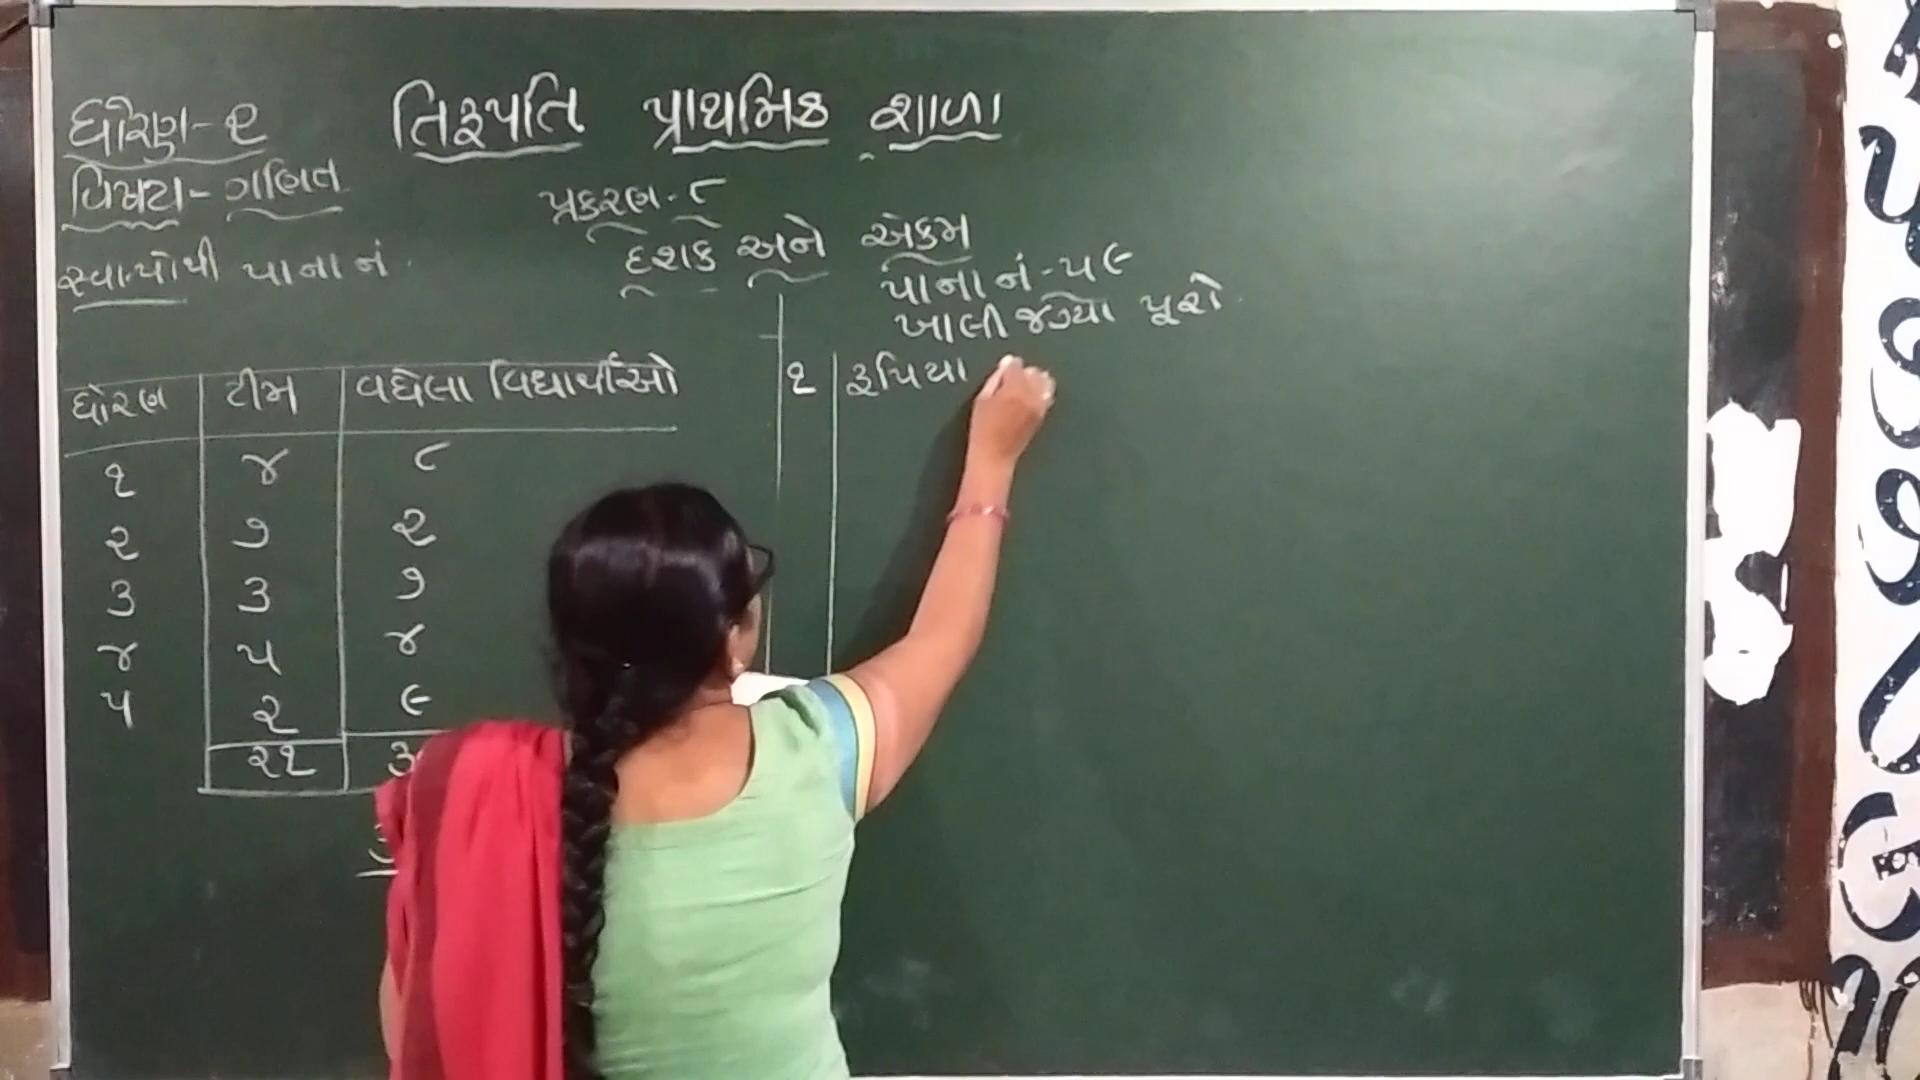 તિરૂપતિ પ્રાથમિક શાળા
ધોરણ-૨
વિષય - ગણિત
પ્રકરણ-૮
દશક અને એકમ
સ્વા.પોથી પાના નં
પાના નં - ૫૯
ખાલી જગ્યા પૂરો
ધોરણ ટીમ વધેલા વિદ્યાર્થીઓ
૧ ૪ ૮
૨ ૭ ૨
૩ ૩ ૭
૪ ૫ ૪
૫ ૨ ૯
૨૧ ૩
૧ રૂપિયા